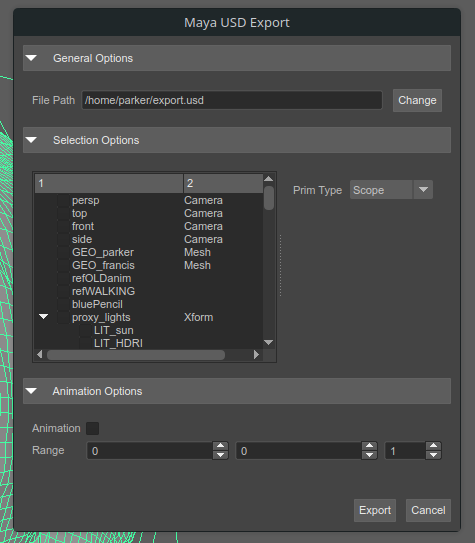 Maya USD Export
General Options
File Path /home/parker/export.usd Change
Selection Options
1 2
persp Camera
top Camera
front Camera
side Camera
GEO_parker Mesh
GEO_francis Mesh
refOLDanim
refWALKING
bluePencil
proxy_lights Xform
LIT_sun
LIT_HDRI
Prim Type Scope
Animation Options
Animation
Range 0 0 1
Export Cancel